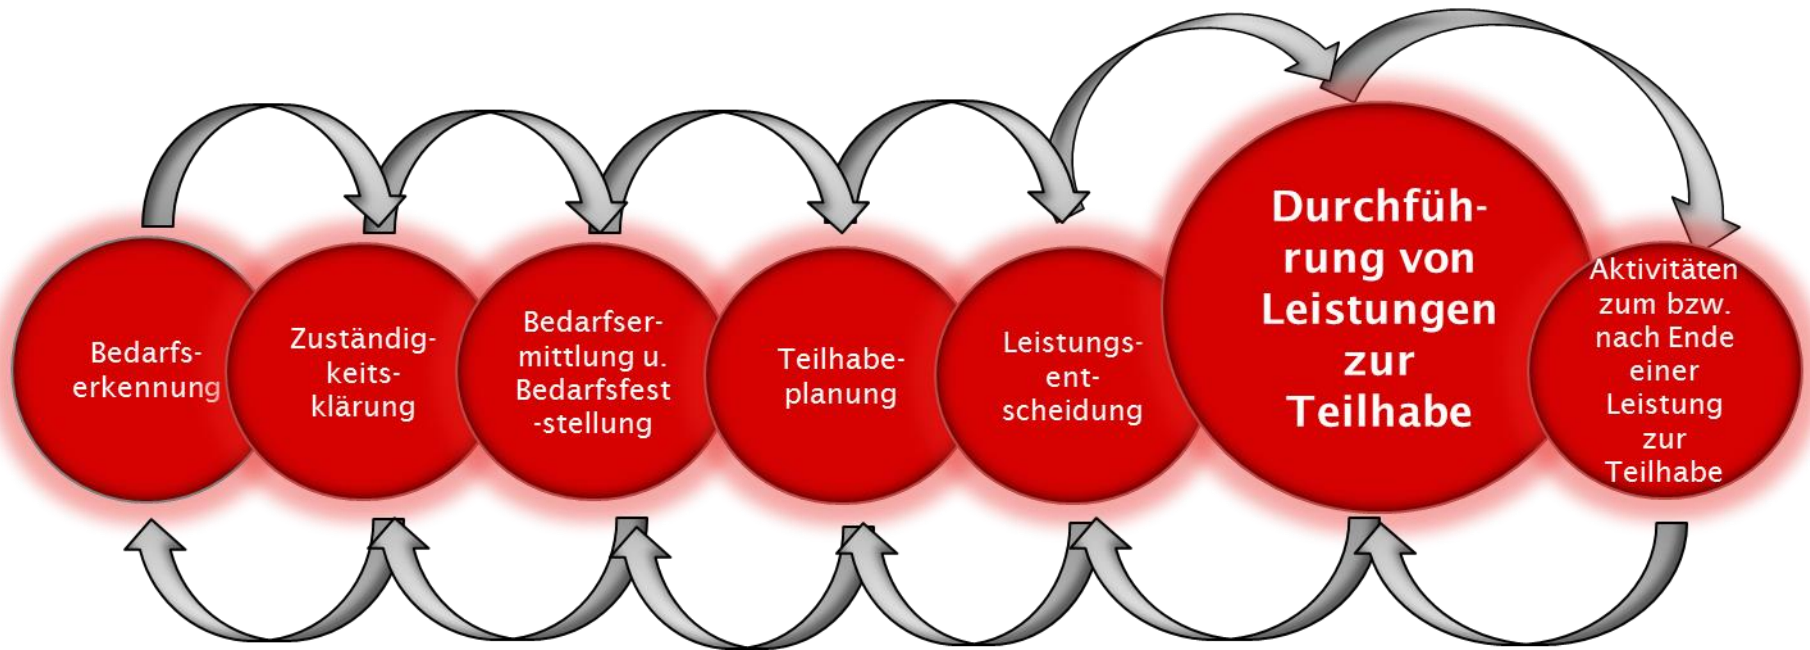 Bedarfs-
erkennung
Zuständig-
keits-
klärung
Bedarfser-
mittlung u.
Bedarfsfest
-stellung
Teilhabe-
planung
Leistungs-
ent-
scheidung
Durchfüh-
rung von
Leistungen
zur
Teilhabe
Aktivitäten
zum bzw.
nach Ende
einer
Leistung
zur
Teilhabe